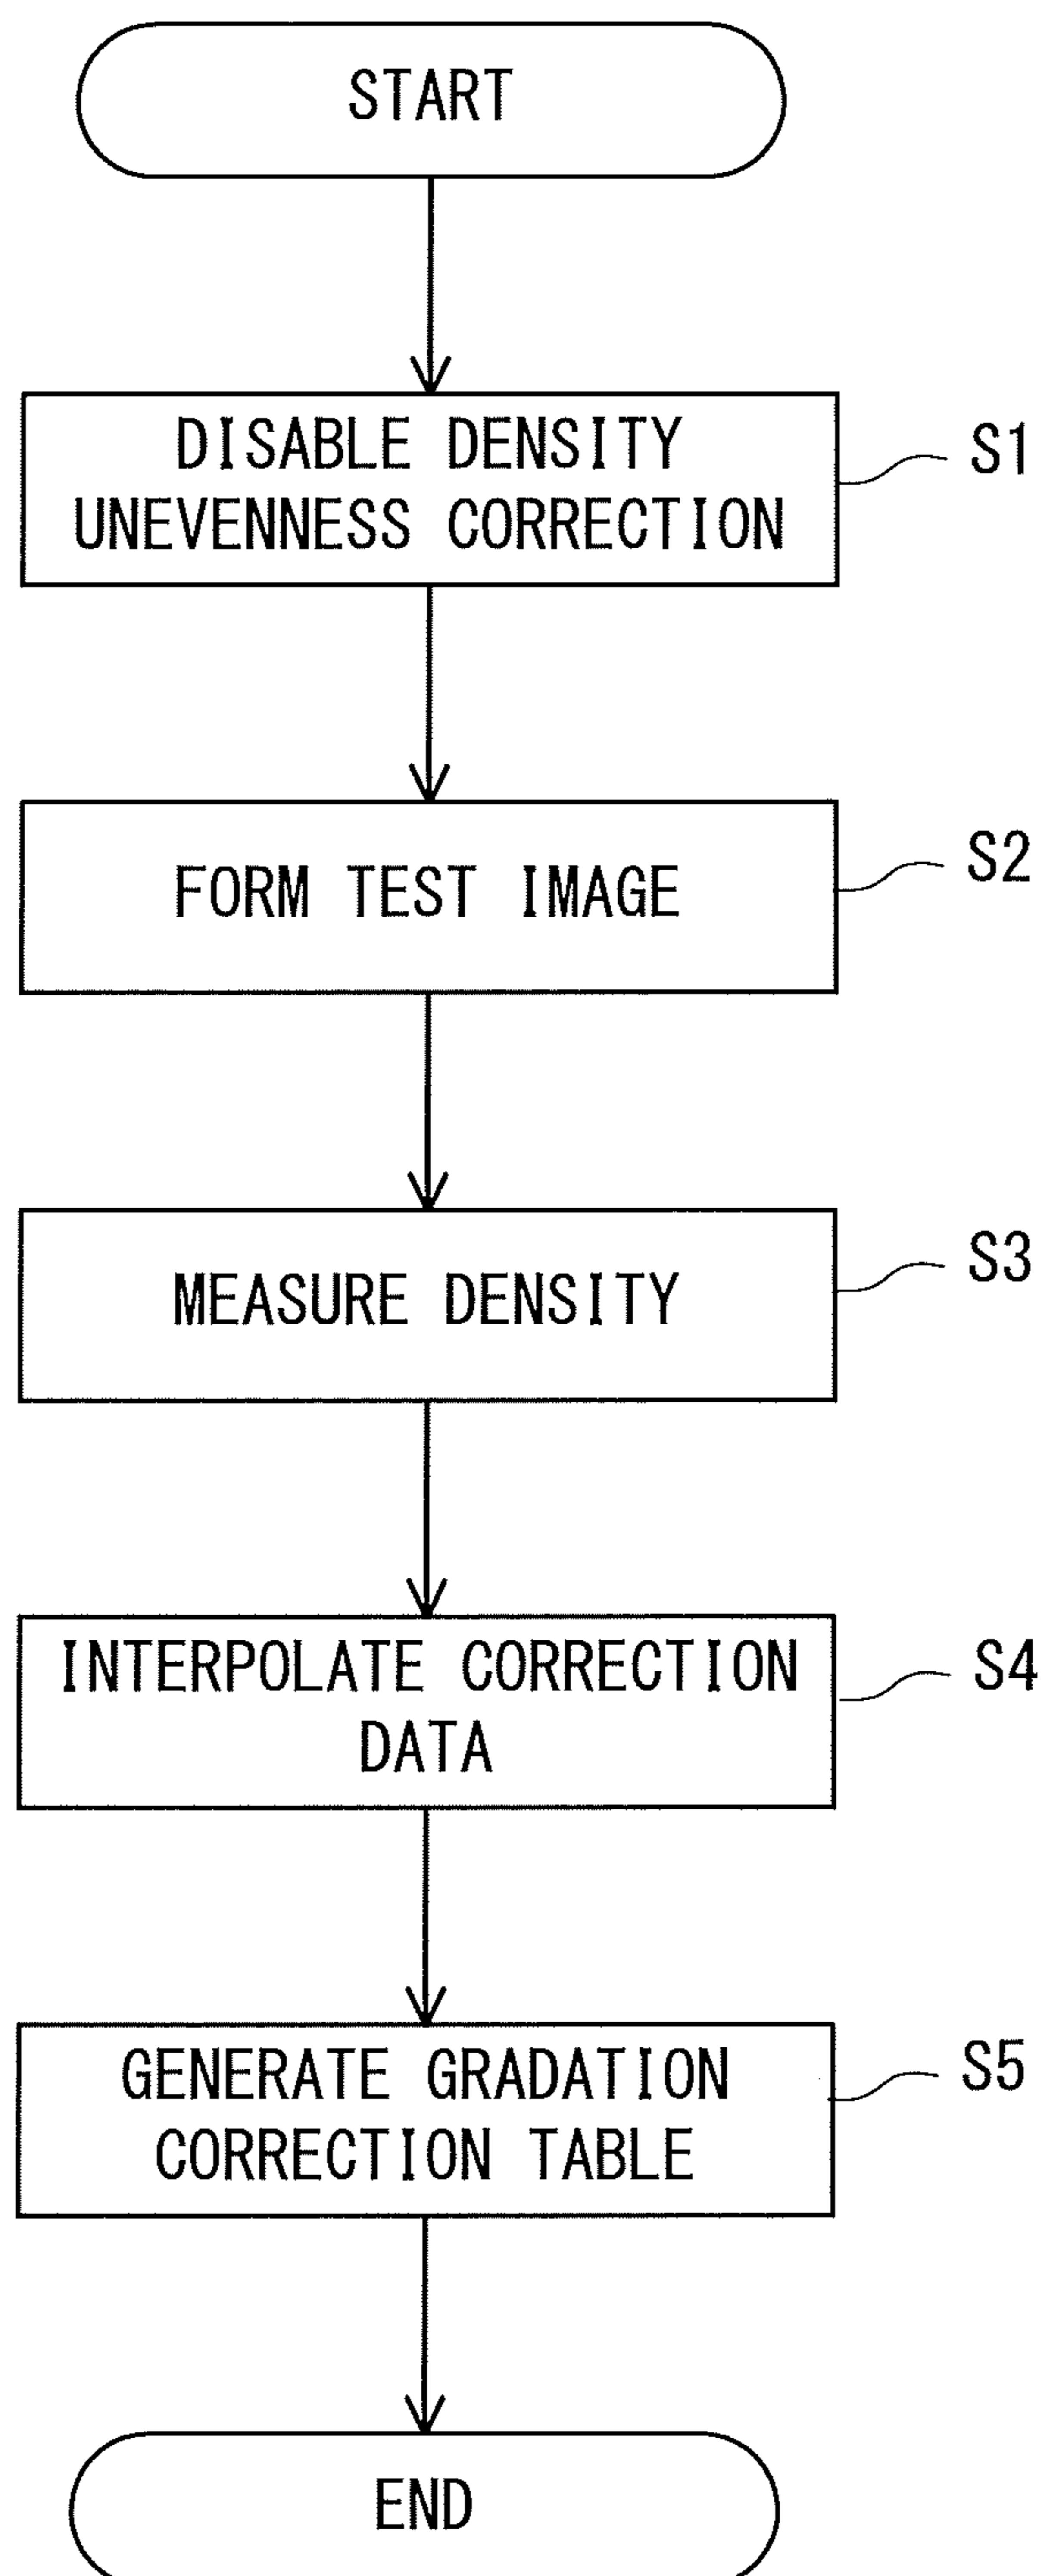 START
DISABLE DENSITY
UNEVENNESS CORRECTION
S1
FORM TEST IMAGE
S2
MEASURE DENSITY
S3
INTERPOLATE CORRECTION
DATA
S4
GENERATE GRADATION
CORRECTION TABLE
S5
END